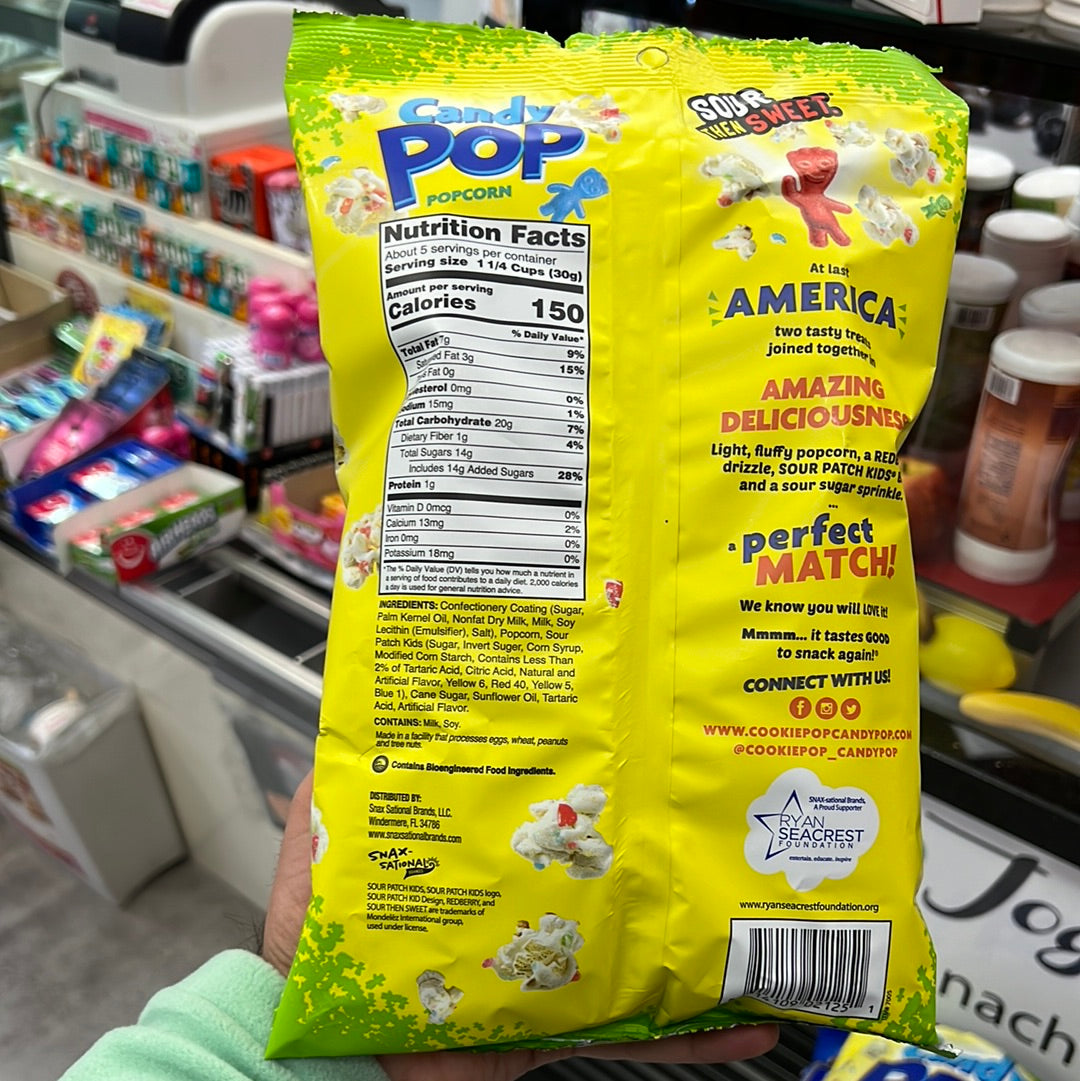 Candy
POP
POPCORN
Nutrition Facts
About 5 servings per container
Serving size 1 1/4 Cups (30g)
Amount per serving
Calories 150
% Daily Value*
Total Fat 7g 9%
Fat 3g 15%
Fat 0g
0mg 0%
15mg 1%
Total Carbohydrate 20g 7%
Dietary Fiber 1g 4%
Total Sugars 14g
Includes 14g Added Sugars 28%
Protein 1g
Vitamin D 0mcg 0%
Calcium 13mg 2%
Iron 0mg 0%
Potassium 18mg 0%
*The % Daily Value (DV) tells you how much a nutrient in
a serving of food contributes to a daily diet. 2,000 calories
a day is used for general nutrition advice.
INGREDIENTS: Confectionery Coating (Sugar,
Palm Kernel Oil, Nonfat Dry Milk, Milk, Soy
Lecithin (Emulsifier), Salt), Popcorn, Sour
Patch Kids (Sugar, Invert Suger, Corn Syrup,
Modified Corn Starch, Contains Less Than
2% of Tartaric Acid, Citric Acid, Natural and
Artificial Flavor, Yellow 6, Red 40, Yellow 5,
Blue 1), Cane Sugar, Sunflower Oil, Tartaric
Acid, Artificial Flavor.
CONTAINS: Milk, Soy.
Made in a facility that processes eggs, wheat, peanuts
and tree nuts.
Contains Bioengineered Food Ingredients.
DISTRIBUTED BY:
Snax Sational Brands, LLC.
Windermere, FL 34786
www.snaxsationalbrands.com
SNAX-
SATIONAL
BRANDS
SOUR PATCH KIDS, SOUR PATCH KIDS logo,
SOUR PATCH KID Design, REDBERRY, and
SOUR THEN SWEET are trademarks of
Mondelēz International group,
used under license.
SOUR
THEN SWEET.
At last
AMERICA
two tasty treats
joined together in
AMAZING
DELICIOUSNESS
Light, fluffy popcorn, a RED
drizzle, SOUR PATCH KIDS®
and a sour sugar sprinkle.
...
a perfect
MATCH!
We know you will LOVE it!
Mmmm... it tastes GOOD
to snack again!®
CONNECT WITH US!
WWW.COOKIEPOPCANDYPOP.COM
@COOKIEPOP_CANDYPOP
SNAX-sational Brands,
A Proud Supporter
RYAN
SEACREST
FOUNDATION
entertain, educate, inspire
www.ryanseacrestfoundation.org
AIRHEADS
Jog
nach